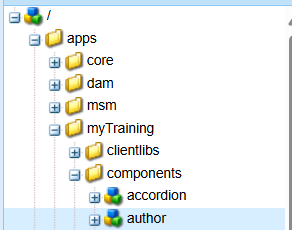 /
apps
core
dam
msm
myTraining
clientlibs
components
accordion
author